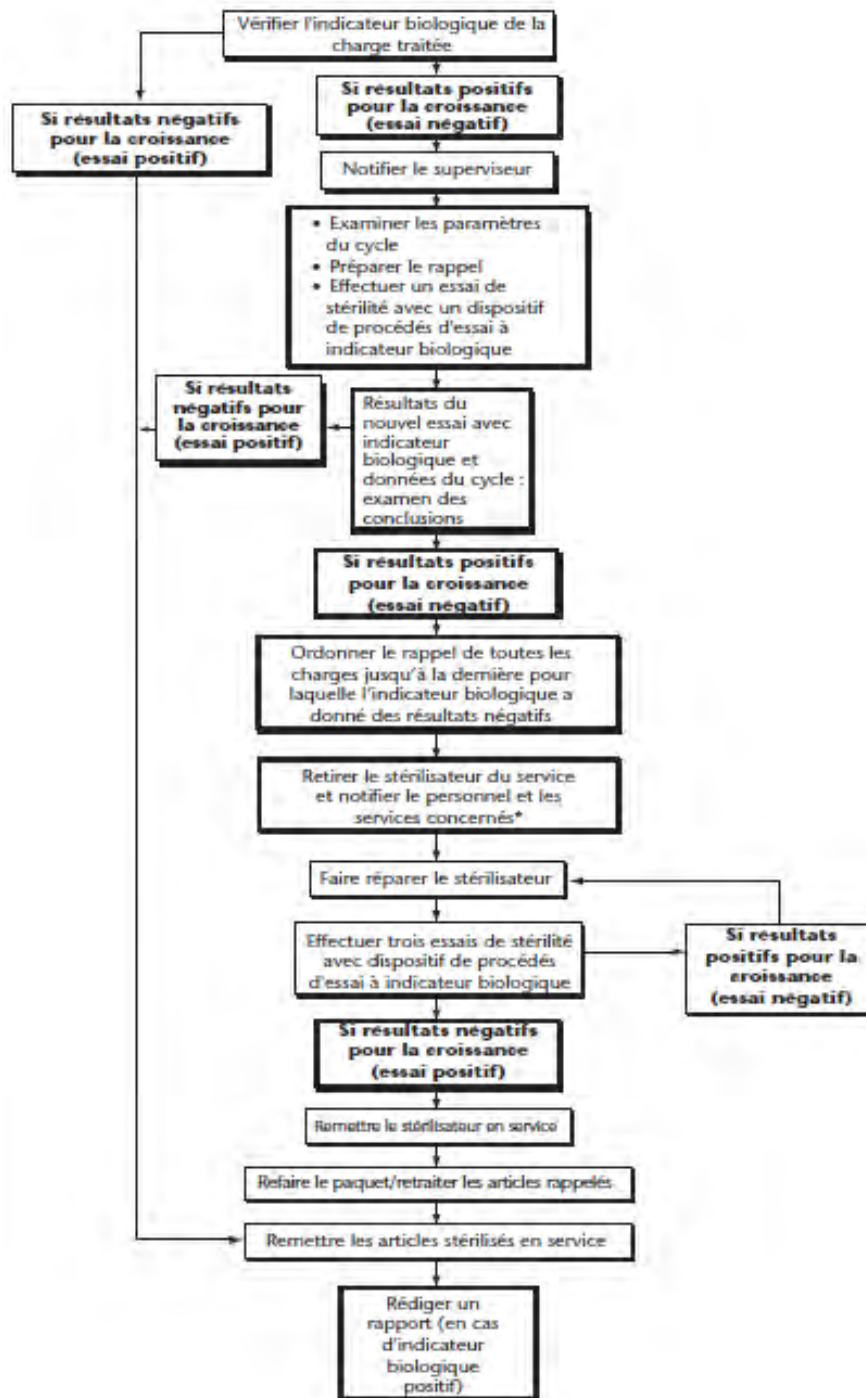 Vérifier l'indicateur biologique de la
charge traitée
Si résultats négatifs
pour la croissance
(essai positif)
Si résultats positifs
pour la croissance
(essai négatif)
Notifier le superviseur
• Examiner les paramètres
du cycle
• Préparer le rappel
• Effectuer un essai de
stérilité avec un dispositif
de procédés d'essai à
indicateur biologique
Si résultats
négatifs pour
la croissance
(essai positif)
Résultats du
nouvel essai avec
indicateur
biologique et
données du cycle :
examen des
conclusions
Si résultats positifs
pour la croissance
(essai négatif)
Ordonner le rappel de toutes les
charges jusqu'à la dernière pour
laquelle l'indicateur biologique a
donné des résultats négatifs
Retirer le stérilisateur du service
et notifier le personnel et les
services concernés*
Faire réparer le stérilisateur
Effectuer trois essais de stérilité
avec dispositif de procédés
d'essai à indicateur biologique
Si résultats
positifs pour la
croissance
(essai négatif)
Si résultats négatifs
pour la croissance
(essai positif)
Remettre le stérilisateur en service
Refaire le paquet/retraiter les articles rappelés
Remettre les articles stérilisés en service
Rédiger un
rapport (en cas
d'indicateur
biologique
positif)